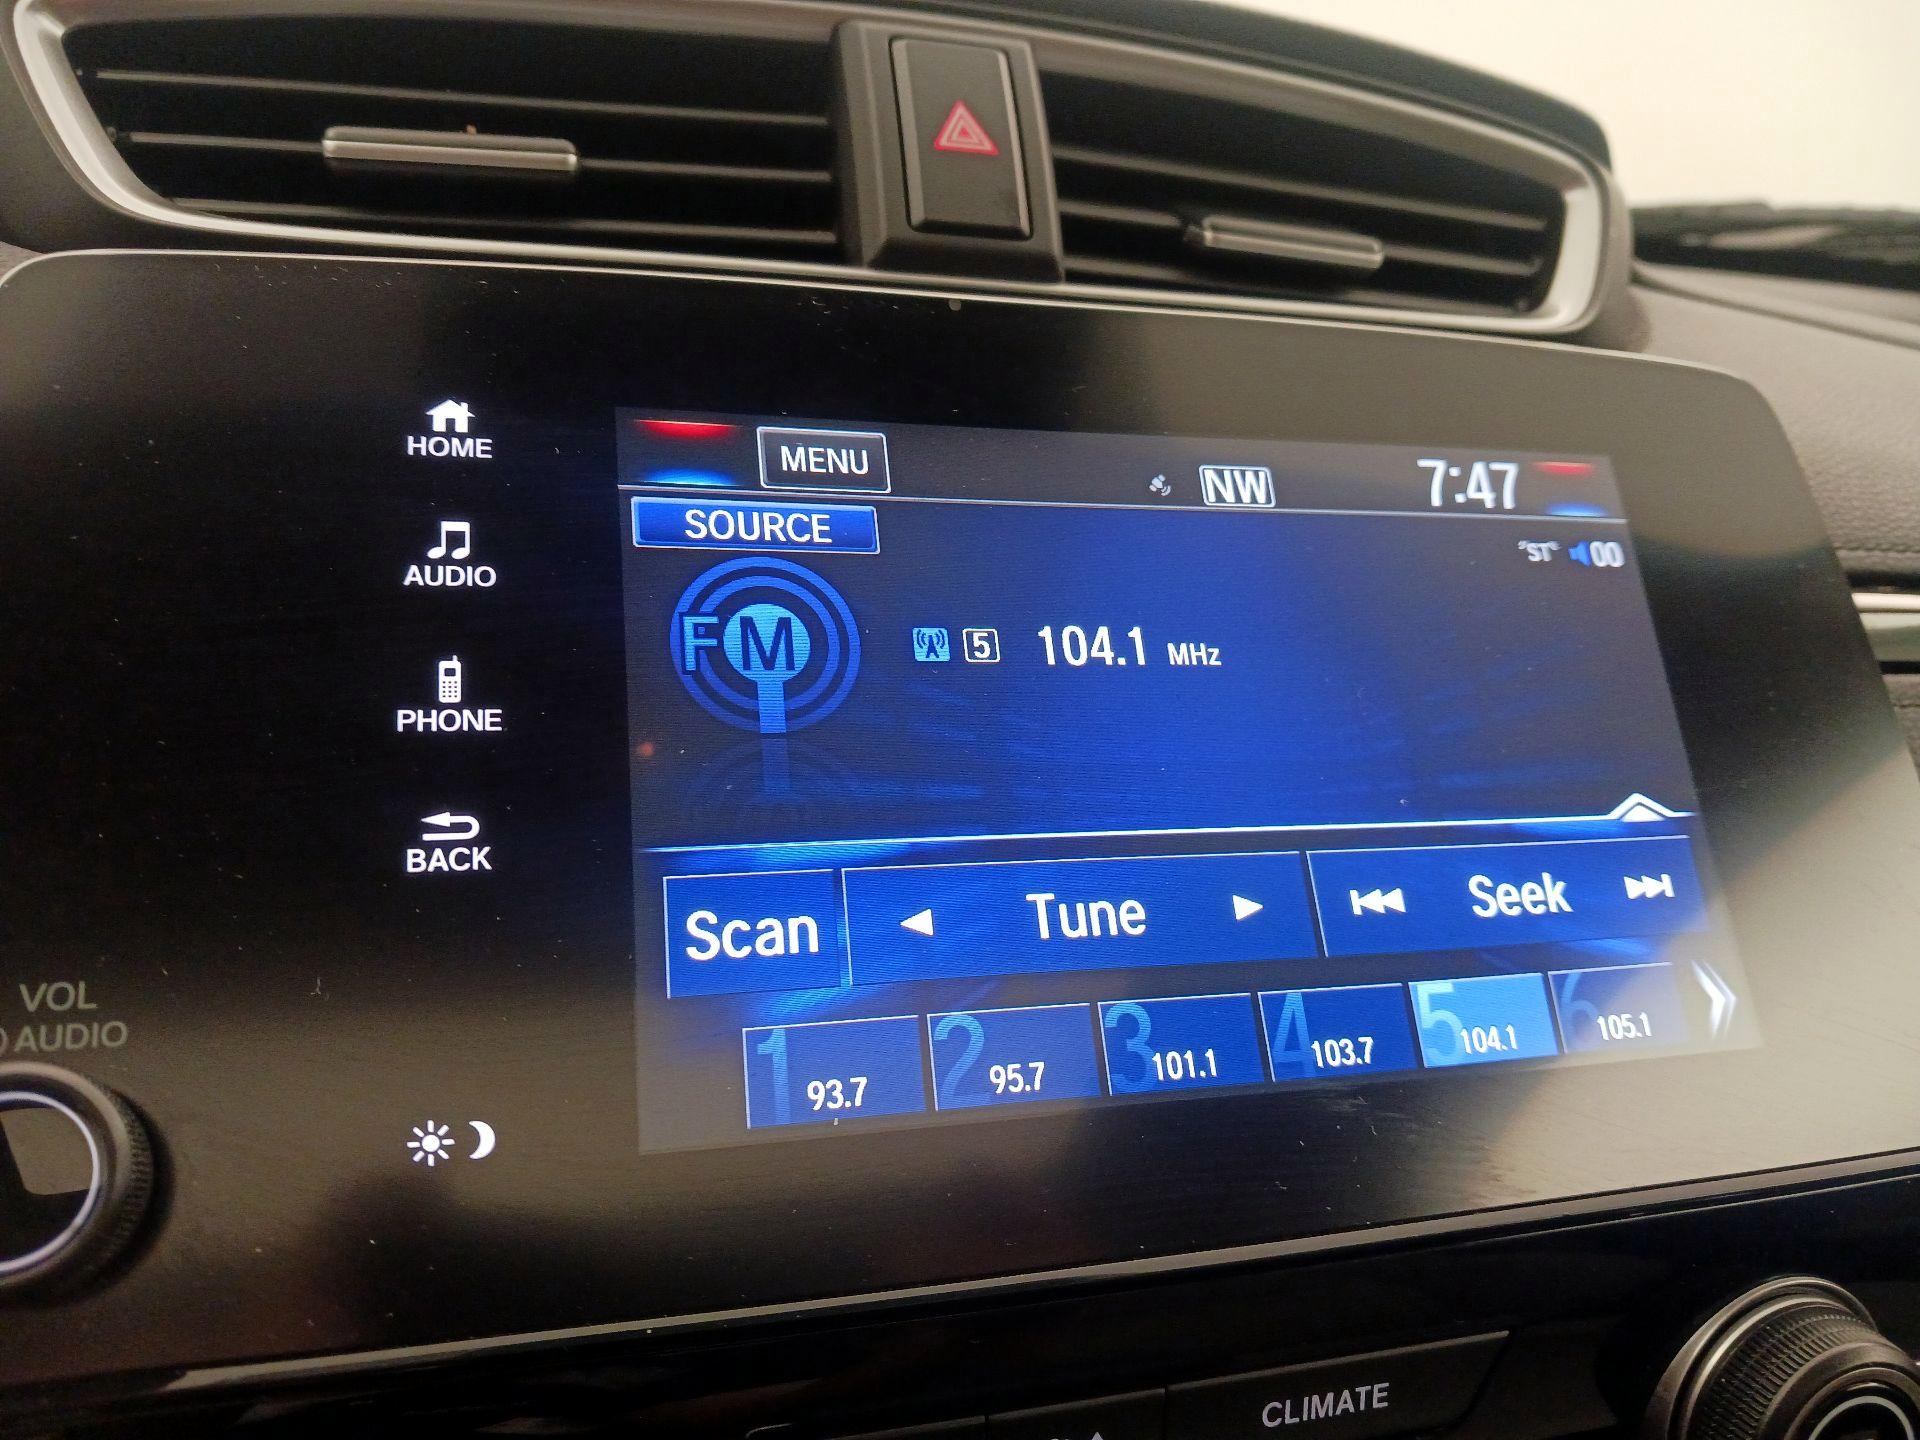 HOME
AUDIO
PHONE
BACK
VOL
AUDIO
MENU
NW
7:47
SOURCE
"ST" 00
FM
5 104.1 MHz
Scan
Tune
Seek
1 93.7
2 95.7
3 101.1
4 103.7
5 104.1
6 105.1
CLIMATE